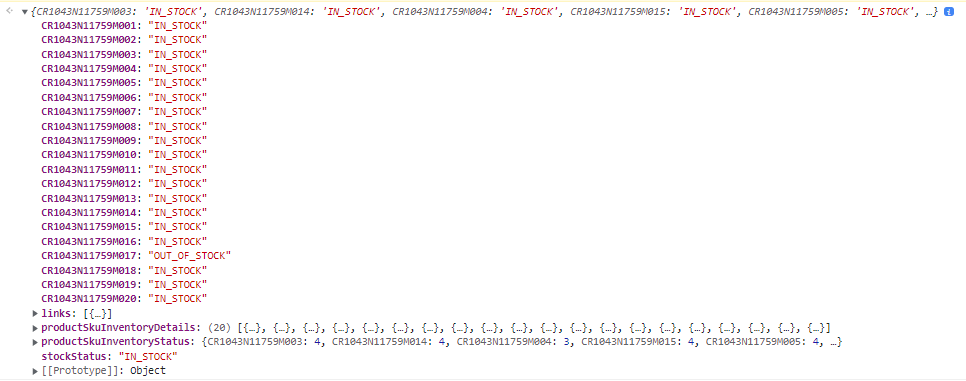 {CR1043N11759M003: 'IN_STOCK', CR1043N11759M014: 'IN_STOCK', CR1043N11759M004: 'IN_STOCK', CR1043N11759M015: 'IN_STOCK', CR1043N11759M005: 'IN_STOCK', …} i
CR1043N11759M001: "IN_STOCK"
CR1043N11759M002: "IN_STOCK"
CR1043N11759M003: "IN_STOCK"
CR1043N11759M004: "IN_STOCK"
CR1043N11759M005: "IN_STOCK"
CR1043N11759M006: "IN_STOCK"
CR1043N11759M007: "IN_STOCK"
CR1043N11759M008: "IN_STOCK"
CR1043N11759M009: "IN_STOCK"
CR1043N11759M010: "IN_STOCK"
CR1043N11759M011: "IN_STOCK"
CR1043N11759M012: "IN_STOCK"
CR1043N11759M013: "IN_STOCK"
CR1043N11759M014: "IN_STOCK"
CR1043N11759M015: "IN_STOCK"
CR1043N11759M016: "IN_STOCK"
CR1043N11759M017: "OUT_OF_STOCK"
CR1043N11759M018: "IN_STOCK"
CR1043N11759M019: "IN_STOCK"
CR1043N11759M020: "IN_STOCK"
links: [{…}]
productSkuInventoryDetails: (20) [{…}, {…}, {…}, {…}, {…}, {…}, {…}, {…}, {…}, {…}, {…}, {…}, {…}, {…}, {…}, {…}, {…}, {…}, {…}, {…}]
productSkuInventoryStatus: {CR1043N11759M003: 4, CR1043N11759M014: 4, CR1043N11759M004: 3, CR1043N11759M015: 4, CR1043N11759M005: 4, …}
stockStatus: "IN_STOCK"
[[Prototype]]: Object